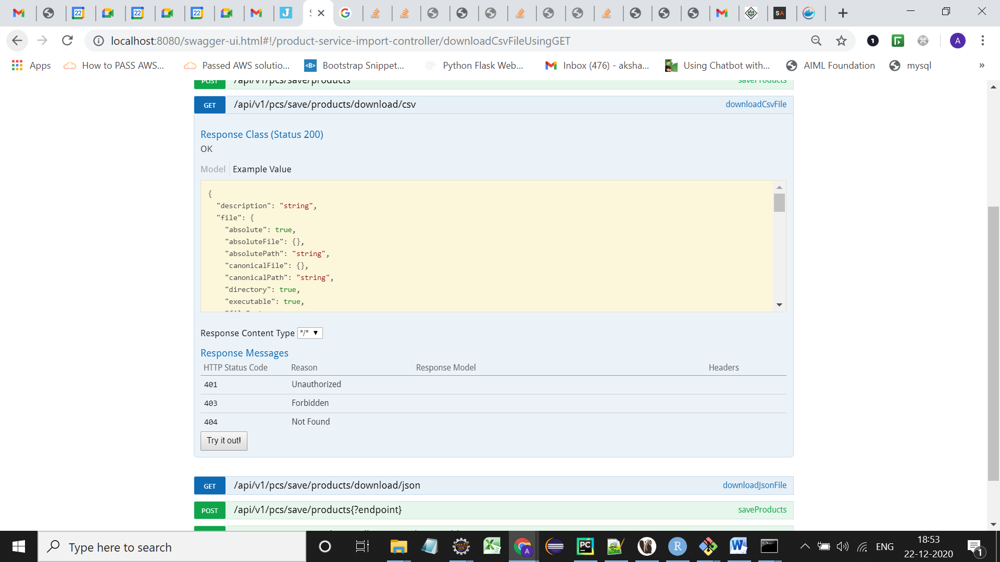 22
22
22
J
S
G
SA
localhost:8080/swagger-ui.html#!/product-service-import-controller/downloadCsvFileUsingGET
A
Apps
How to PASS AWS...
Passed AWS solutio...
<B>
Bootstrap Snippet...
Python Flask Web...
Inbox (476) - aksha...
Using Chatbot with...
AIML Foundation
mysql
»
POST /api/v1/pcs/save/products saveProducts
GET /api/v1/pcs/save/products/download/csv downloadCsvFile
Response Class (Status 200)
OK
Model Example Value
{
"description": "string",
"file": {
"absolute": true,
"absoluteFile": {},
"absolutePath": "string",
"canonicalFile": {},
"canonicalPath": "string",
"directory": true,
"executable": true,
Response Content Type */*
Response Messages
HTTP Status Code Reason Response Model Headers
401 Unauthorized
403 Forbidden
404 Not Found
Try it out!
GET /api/v1/pcs/save/products/download/json downloadJsonFile
POST /api/v1/pcs/save/products{?endpoint} saveProducts
Type here to search
A
PC
R
W
ENG
18:53
22-12-2020
1